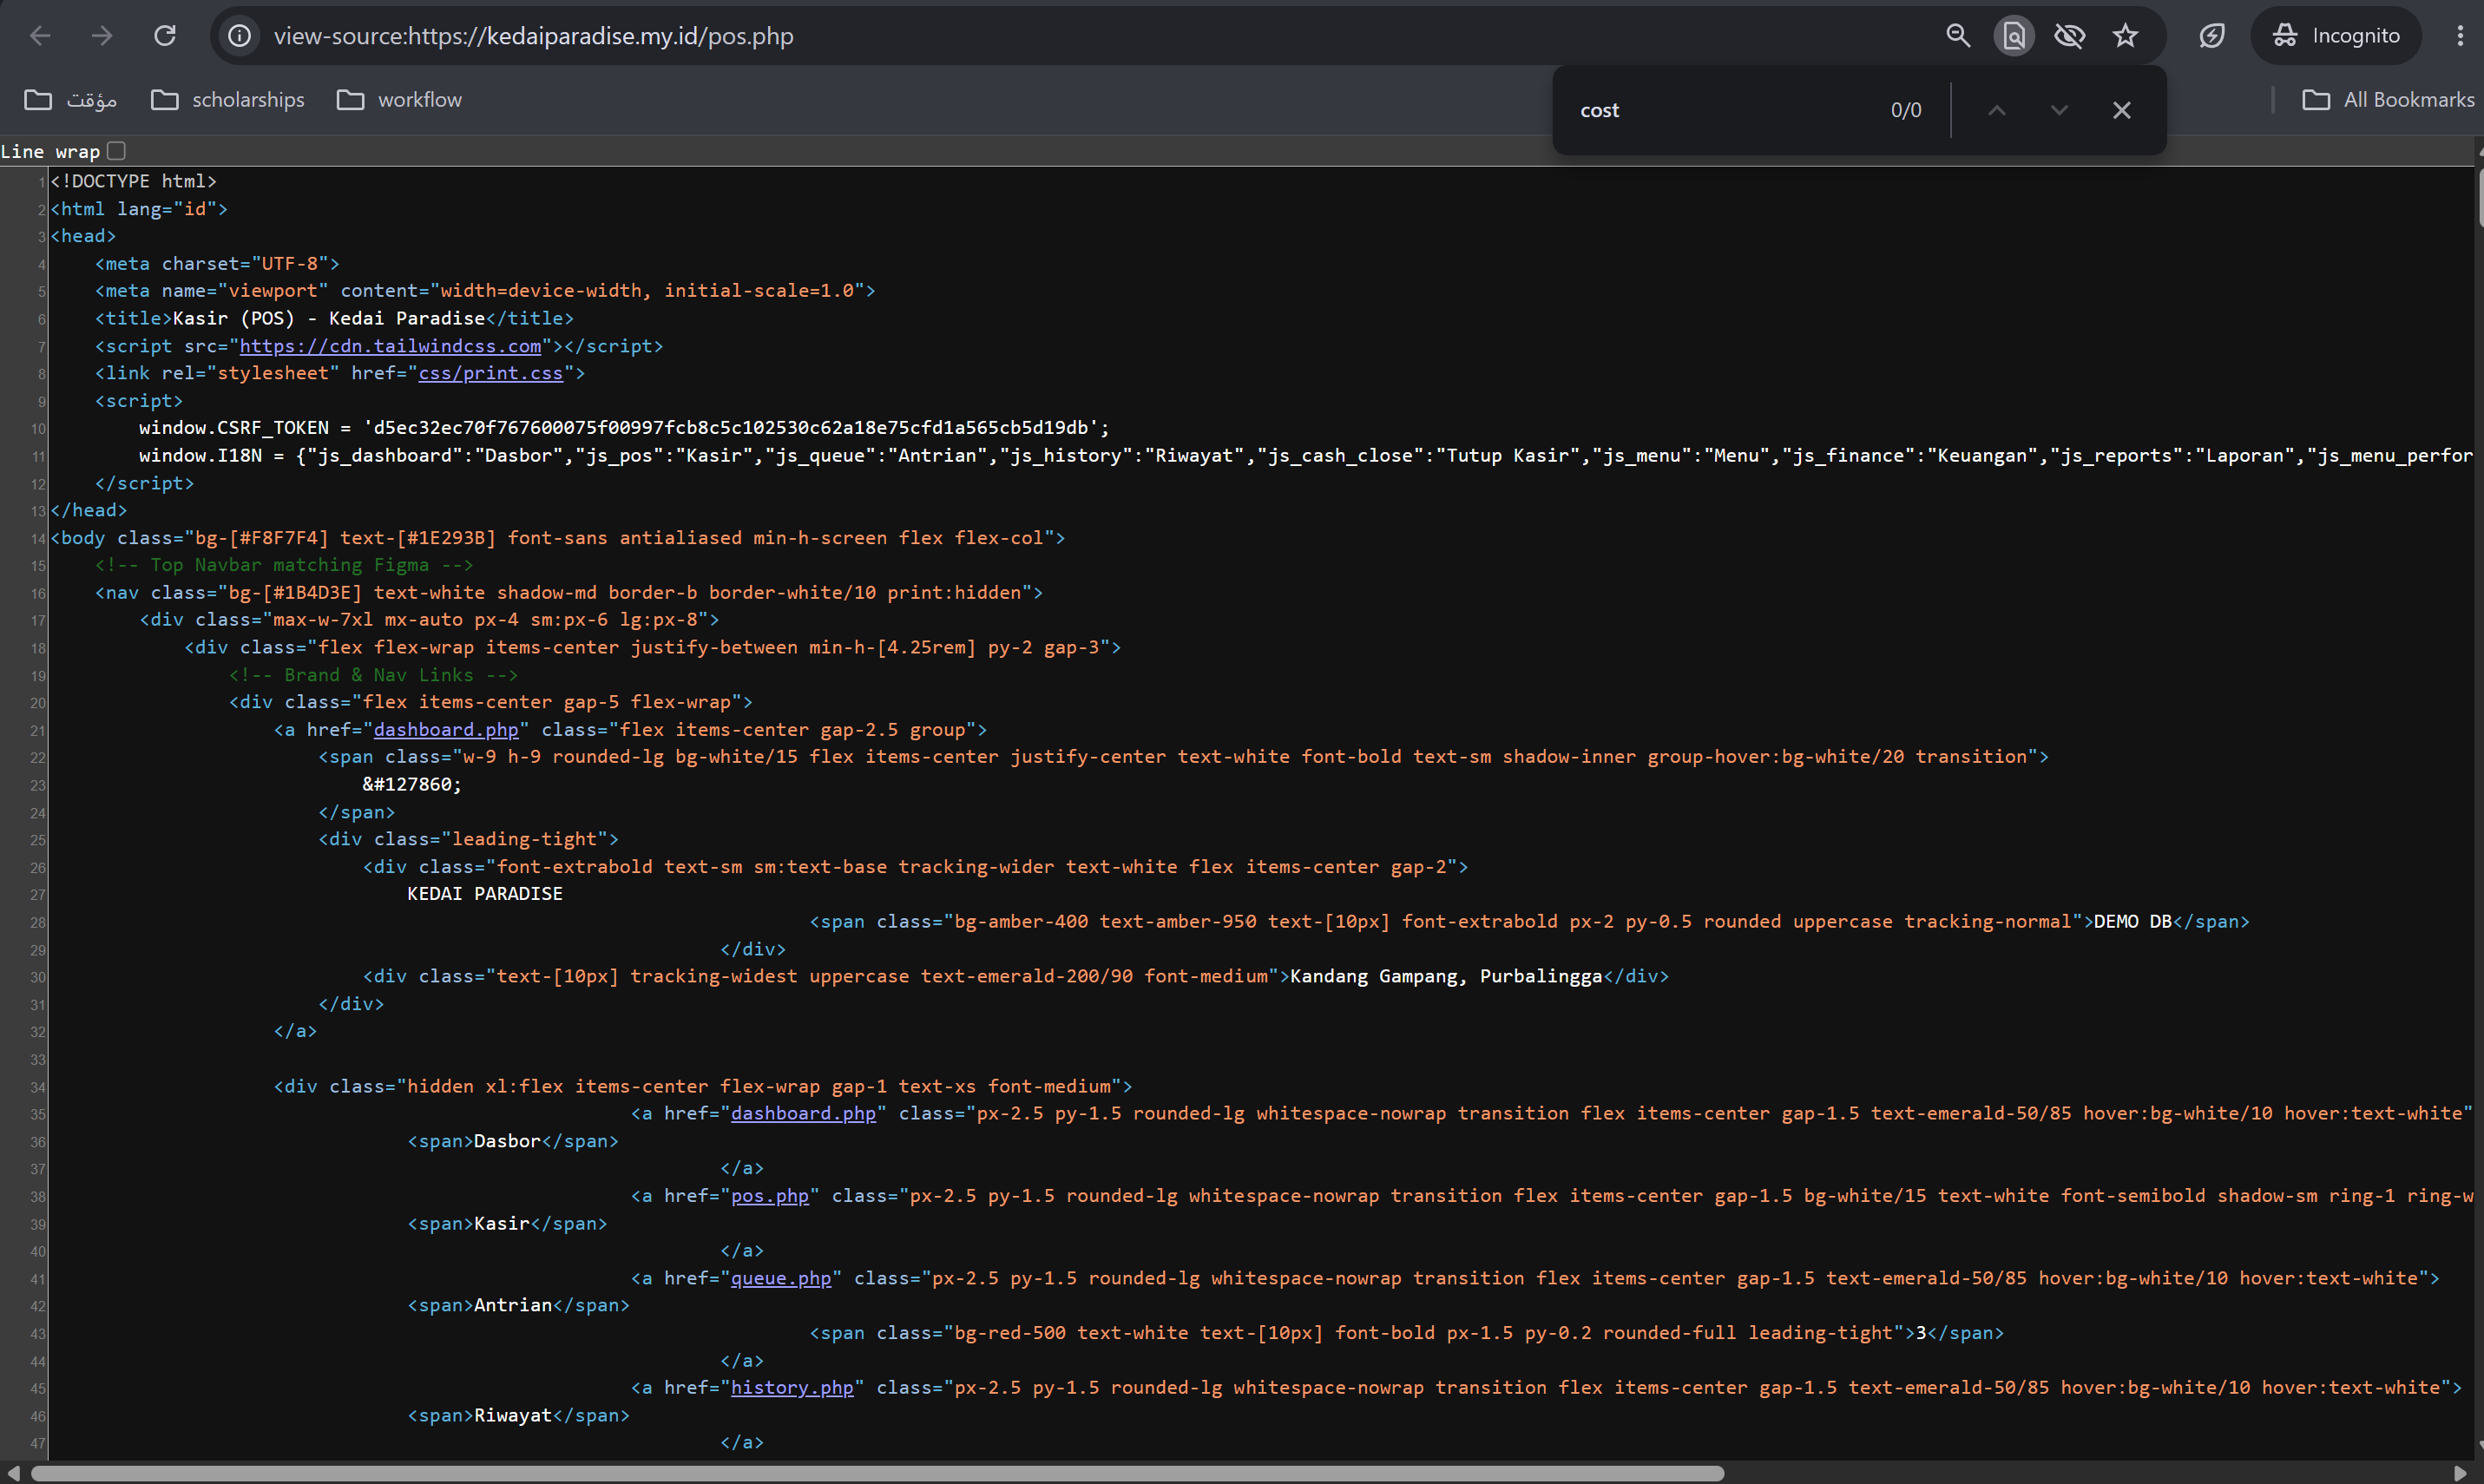 view-source:https://kedaiparadise.my.id/pos.php
Incognito
مؤقت
scholarships
workflow
All Bookmarks
cost
0/0
Line wrap
1 <!DOCTYPE html>
2 <html lang="id">
3 <head>
4 <meta charset="UTF-8">
5 <meta name="viewport" content="width=device-width, initial-scale=1.0">
6 <title>Kasir (POS) - Kedai Paradise</title>
7 <script src="https://cdn.tailwindcss.com"></script>
8 <link rel="stylesheet" href="css/print.css">
9 <script>
10 window.CSRF_TOKEN = 'd5ec32ec70f767600075f00997fcb8c5c102530c62a18e75cfd1a565cb5d19db';
11 window.I18N = {"js_dashboard":"Dasbor","js_pos":"Kasir","js_queue":"Antrian","js_history":"Riwayat","js_cash_close":"Tutup Kasir","js_menu":"Menu","js_finance":"Keuangan","js_reports":"Laporan","js_menu_perfor
12 </script>
13 </head>
14 <body class="bg-[#F8F7F4] text-[#1E293B] font-sans antialiased min-h-screen flex flex-col">
15 <!-- Top Navbar matching Figma -->
16 <nav class="bg-[#1B4D3E] text-white shadow-md border-b border-white/10 print:hidden">
17 <div class="max-w-7xl mx-auto px-4 sm:px-6 lg:px-8">
18 <div class="flex flex-wrap items-center justify-between min-h-[4.25rem] py-2 gap-3">
19 <!-- Brand & Nav Links -->
20 <div class="flex items-center gap-5 flex-wrap">
21 <a href="dashboard.php" class="flex items-center gap-2.5 group">
22 <span class="w-9 h-9 rounded-lg bg-white/15 flex items-center justify-center text-white font-bold text-sm shadow-inner group-hover:bg-white/20 transition">
23 &#127860;
24 </span>
25 <div class="leading-tight">
26 <div class="font-extrabold text-sm sm:text-base tracking-wider text-white flex items-center gap-2">
27 KEDAI PARADISE
28 <span class="bg-amber-400 text-amber-950 text-[10px] font-extrabold px-2 py-0.5 rounded uppercase tracking-normal">DEMO DB</span>
29 </div>
30 <div class="text-[10px] tracking-widest uppercase text-emerald-200/90 font-medium">Kandang Gampang, Purbalingga</div>
31 </div>
32 </a>
33
34 <div class="hidden xl:flex items-center flex-wrap gap-1 text-xs font-medium">
35 <a href="dashboard.php" class="px-2.5 py-1.5 rounded-lg whitespace-nowrap transition flex items-center gap-1.5 text-emerald-50/85 hover:bg-white/10 hover:text-white"
36 <span>Dasbor</span>
37 </a>
38 <a href="pos.php" class="px-2.5 py-1.5 rounded-lg whitespace-nowrap transition flex items-center gap-1.5 bg-white/15 text-white font-semibold shadow-sm ring-1 ring-w
39 <span>Kasir</span>
40 </a>
41 <a href="queue.php" class="px-2.5 py-1.5 rounded-lg whitespace-nowrap transition flex items-center gap-1.5 text-emerald-50/85 hover:bg-white/10 hover:text-white">
42 <span>Antrian</span>
43 <span class="bg-red-500 text-white text-[10px] font-bold px-1.5 py-0.2 rounded-full leading-tight">3</span>
44 </a>
45 <a href="history.php" class="px-2.5 py-1.5 rounded-lg whitespace-nowrap transition flex items-center gap-1.5 text-emerald-50/85 hover:bg-white/10 hover:text-white">
46 <span>Riwayat</span>
47 </a>